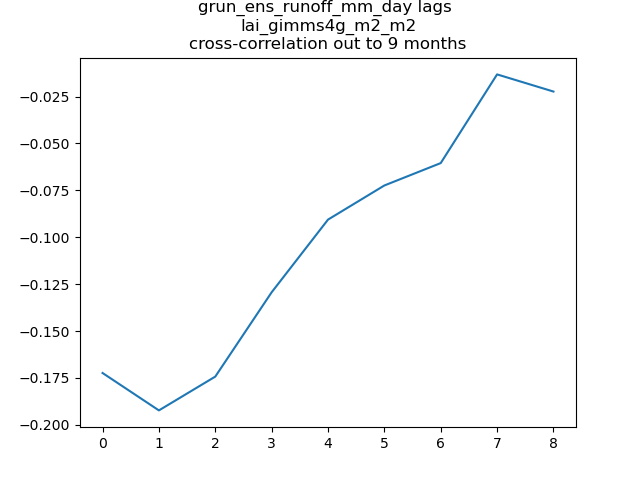 grun_ens_runoff_mm_day lags
lai_gimms4g_m2_m2
cross-correlation out to 9 months
−0.025
−0.050
−0.075
−0.100
−0.125
−0.150
−0.175
−0.200
0 1 2 3 4 5 6 7 8